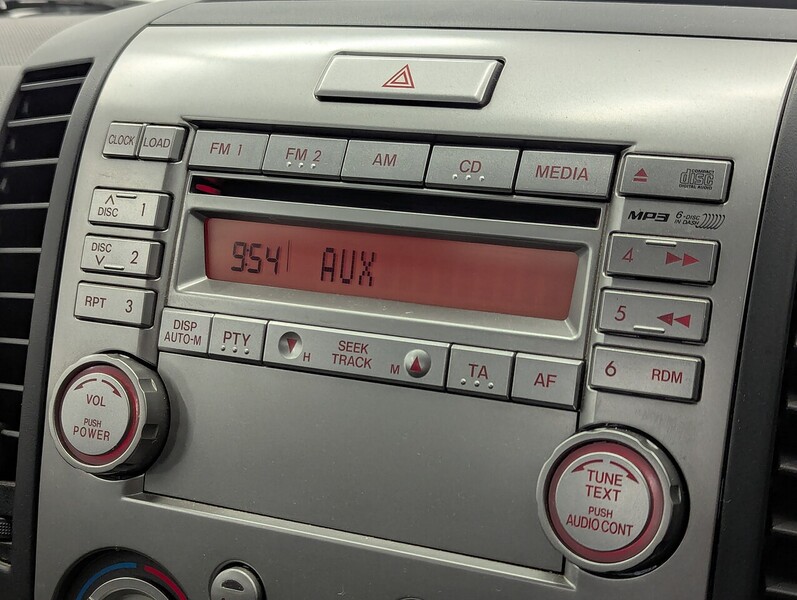 CLOCK
LOAD
FM 1
FM 2
AM
CD
MEDIA
COMPACT
disc
DIGITAL AUDIO
MP3
6-DISC
IN DASH
DISC 1
DISC 2
RPT 3
9:54 AUX
4
5
6 RDM
DISP
AUTO-M
PTY
H
SEEK
TRACK
M
TA
AF
VOL
PUSH
POWER
TUNE
TEXT
PUSH
AUDIO CONT